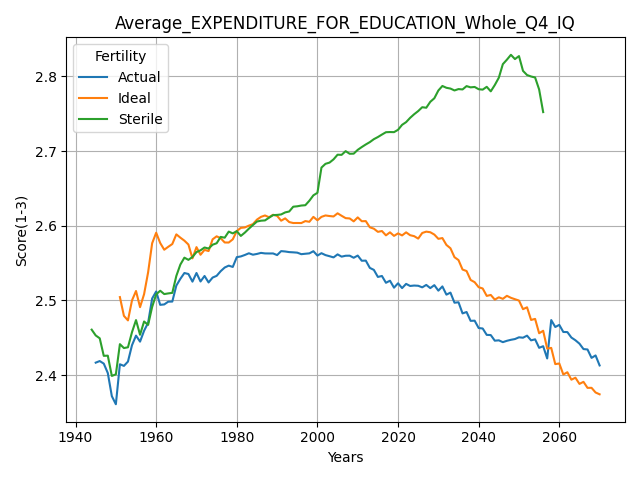 Average_EXPENDITURE_FOR_EDUCATION_Whole_Q4_IQ
Fertility
Actual
Ideal
Sterile
Score(1-3)
2.8
2.7
2.6
2.5
2.4
1940 1960 1980 2000 2020 2040 2060
Years